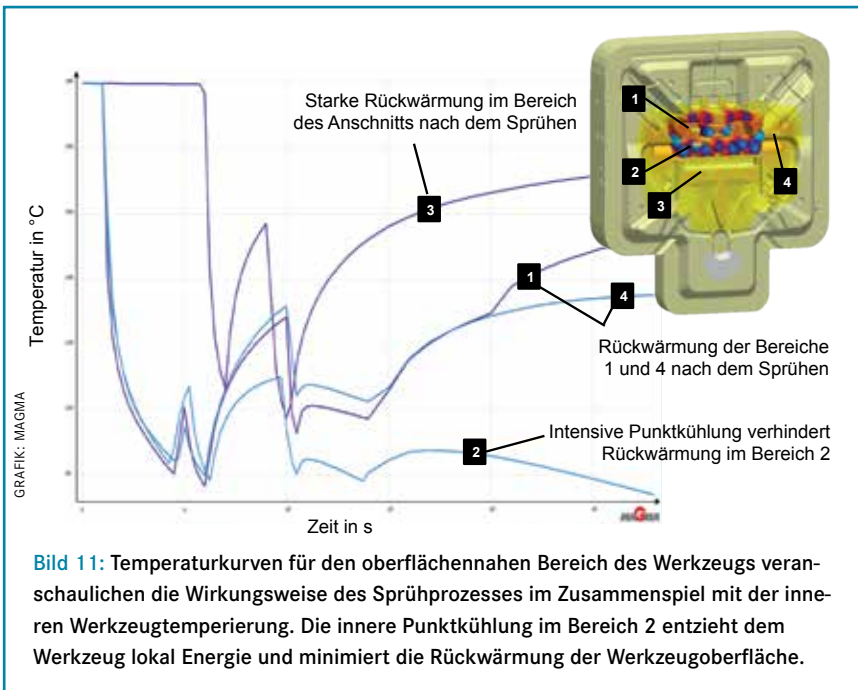 Starke Rückwärmung im Bereich
des Anschnitts nach dem Sprühen
3
1
2
3
4
Temperatur in °C
1
4
Rückwärmung der Bereiche
1 und 4 nach dem Sprühen
Intensive Punktkühlung verhindert
Rückwärmung im Bereich 2
2
GRAFIK: MAGMA
Zeit in s
MAGMA
Bild 11: Temperaturkurven für den oberflächennahen Bereich des Werkzeugs veran-
schaulichen die Wirkungsweise des Sprühprozesses im Zusammenspiel mit der inne-
ren Werkzeugtemperierung. Die innere Punktkühlung im Bereich 2 entzieht dem
Werkzeug lokal Energie und minimiert die Rückwärmung der Werkzeugoberfläche.